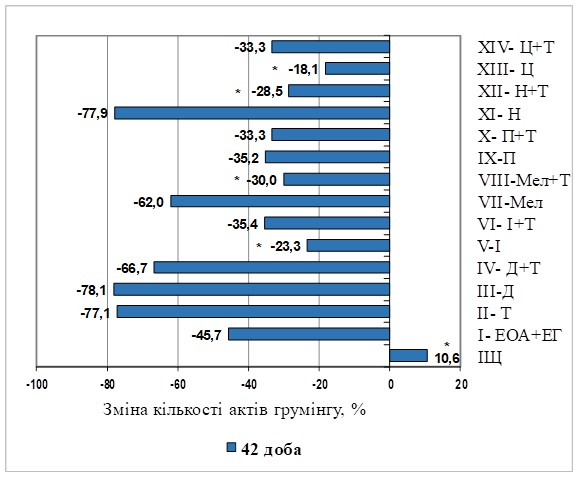 -33,3 XIV- Ц+Т
* -18,1 XIII- Ц
* -28,5 XII- Н+Т
-77,9 XI- Н
-33,3 X- П+Т
-35,2 IX-П
* -30,0 VIII-Мел+Т
-62,0 VII-Мел
-35,4 VI- І+Т
* -23,3 V-І
-66,7 IV- Д+Т
-78,1 III-Д
-77,1 II- Т
-45,7 I- ЕОА+ЕГ
* 10,6 ІЩ
-100 -80 -60 -40 -20 0 20
Зміна кількості актів грумінгу, %
42 доба